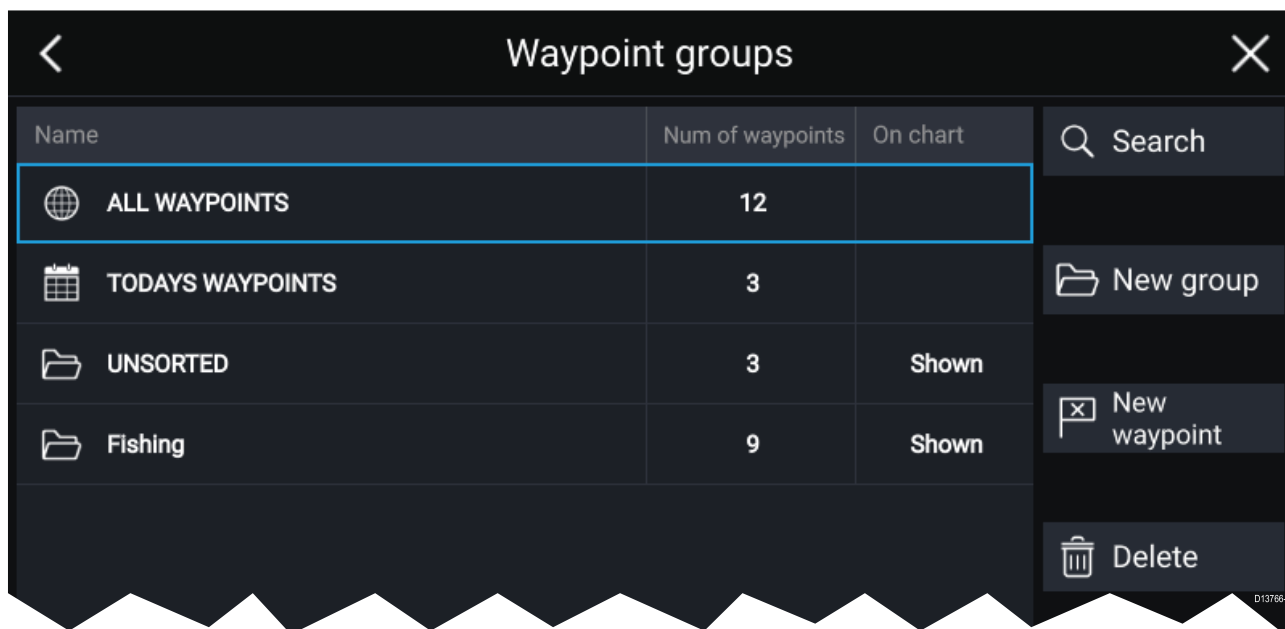 Waypoint groups
Name Num of waypoints On chart
ALL WAYPOINTS 12
TODAYS WAYPOINTS 3
UNSORTED 3 Shown
Fishing 9 Shown
Search
New group
New
waypoint
Delete
D13766-